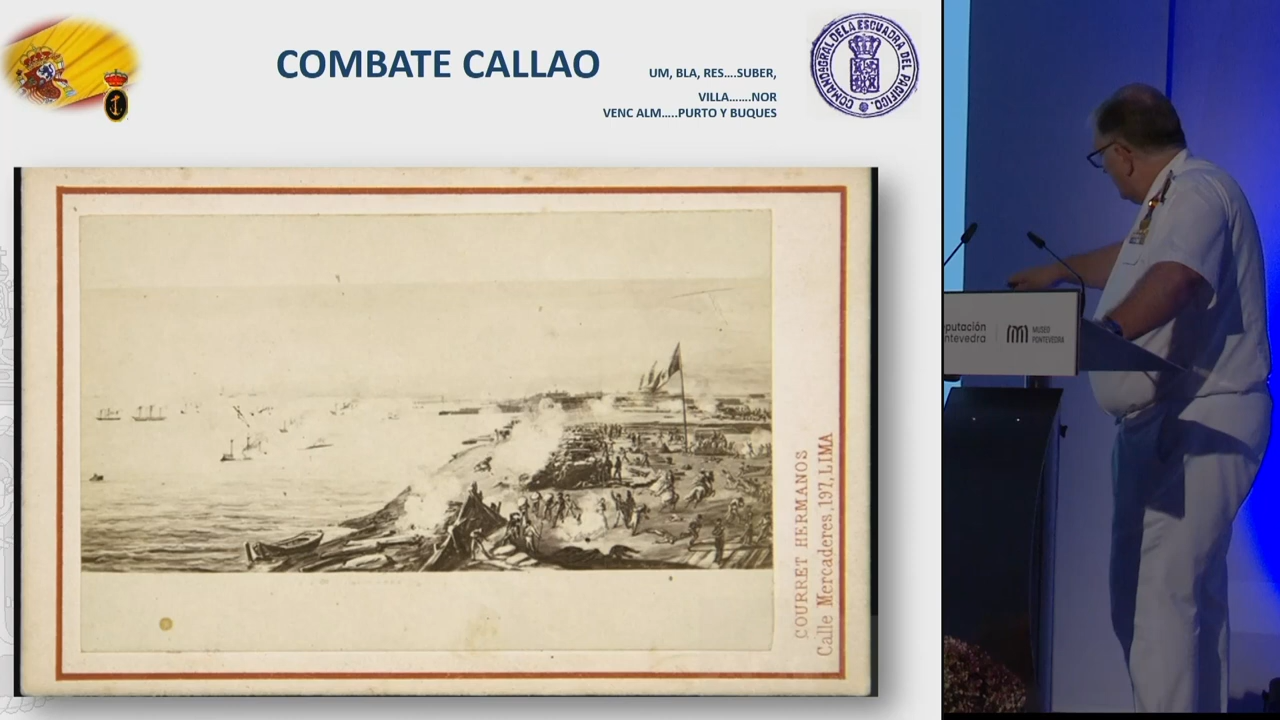 COMBATE CALLAO
UM, BLA, RES....SUBER,
VILLA.......NOR
VENC ALM.....PURTO Y BUQUES
COMANDª GRAL DE LA ESCUADRA DEL PACIFICO.
COURRET HERMANOS
Calle Mercaderes,197,LIMA
putación
ntevedra
MUSEO
PONTEVEDRA